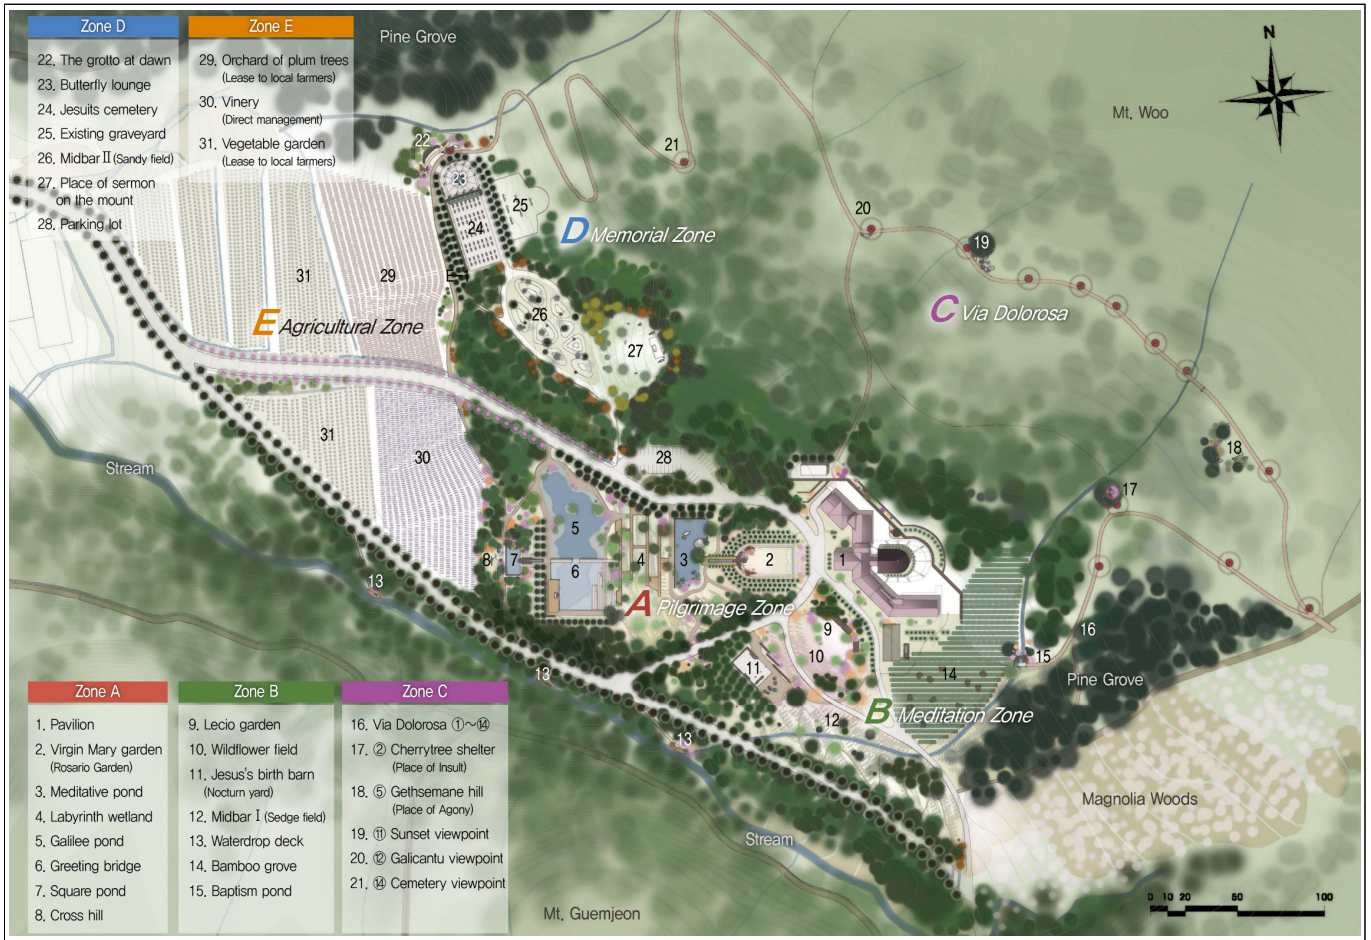 Zone D
22. The grotto at dawn
23. Butterfly lounge
24. Jesuits cemetery
25. Existing graveyard
26. Midbar Ⅱ (Sandy field)
27. Place of sermon
on the mount
28. Parking lot
Zone E
29. Orchard of plum trees
(Lease to local farmers)
30. Vinery
(Direct management)
31. Vegetable garden
(Lease to local farmers)
Pine Grove
N
Mt. Woo
22
21
23
25
24
20
19
D Memorial Zone
31
29
E-1
26
C Via Dolorosa
E Agricultural Zone
27
31
30
28
18
Stream
17
5
8
7
6
4
3
2
1
13
A Pilgrimage Zone
9
16
10
15
11
14
Pine Grove
13
12
B Meditation Zone
13
Magnolia Woods
Stream
Mt. Guemjeon
0 10 20 50 100
Zone A
1. Pavilion
2. Virgin Mary garden
(Rosario Garden)
3. Meditative pond
4. Labyrinth wetland
5. Galilee pond
6. Greeting bridge
7. Square pond
8. Cross hill
Zone B
9. Lecio garden
10. Wildflower field
11. Jesus's birth barn
(Nocturn yard)
12. Midbar Ⅰ (Sedge field)
13. Waterdrop deck
14. Bamboo grove
15. Baptism pond
Zone C
16. Via Dolorosa ①~⑭
17. ② Cherrytree shelter
(Place of Insult)
18. ⑤ Gethsemane hill
(Place of Agony)
19. ⑪ Sunset viewpoint
20. ⑫ Galicantu viewpoint
21. ⑭ Cemetery viewpoint